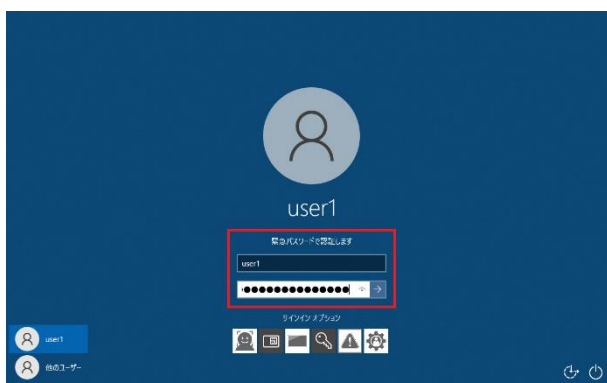 user1
緊急パスワードで認証します
user1
サインイン オプション
user1
他のユーザー